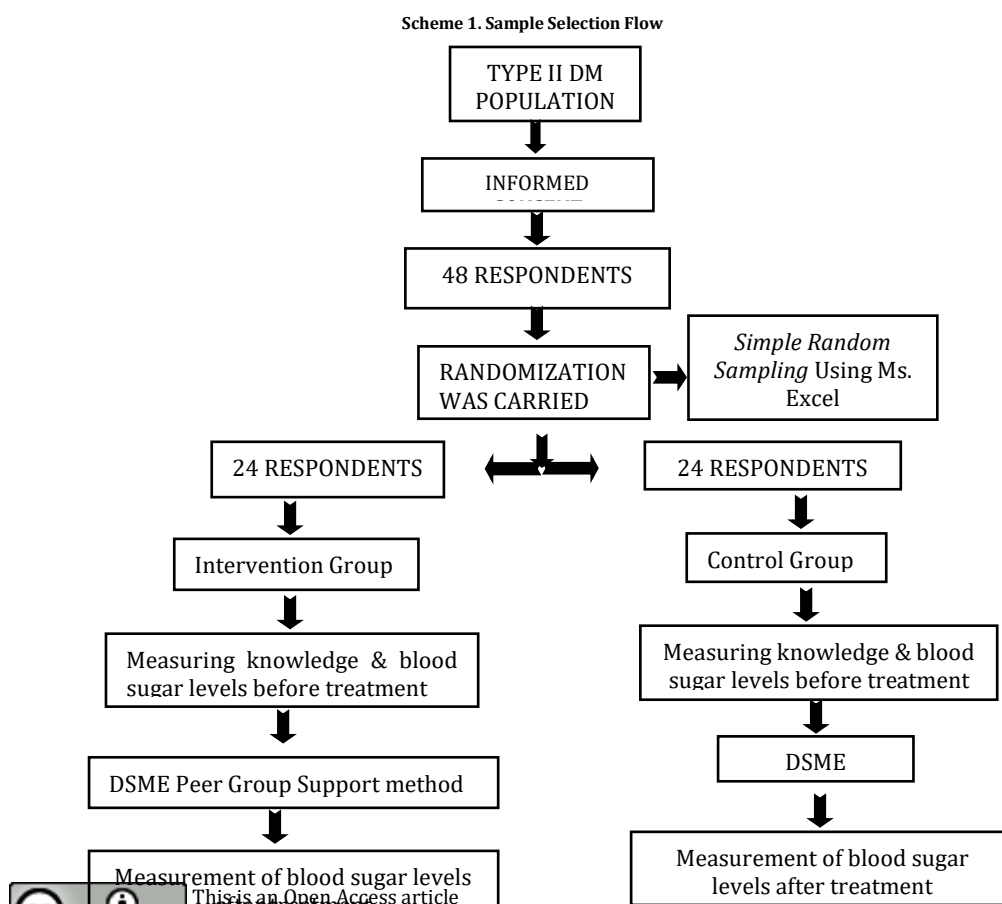 Scheme 1. Sample Selection Flow
TYPE II DM
POPULATION
INFORMED
48 RESPONDENTS
RANDOMIZATION
WAS CARRIED
Simple Random
Sampling Using Ms.
Excel
24 RESPONDENTS
24 RESPONDENTS
Intervention Group
Control Group
Measuring knowledge & blood
sugar levels before treatment
Measuring knowledge & blood
sugar levels before treatment
DSME Peer Group Support method
DSME
Measurement of blood sugar levels
Measurement of blood sugar
levels after treatment
This is an Open Access article